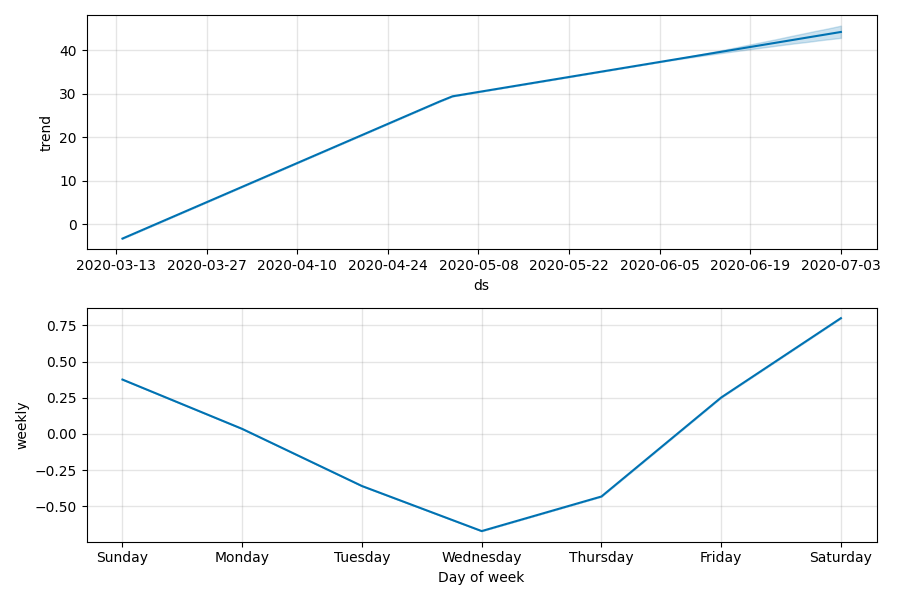 40
30
20
10
0
trend
2020-03-13 2020-03-27 2020-04-10 2020-04-24 2020-05-08 2020-05-22 2020-06-05 2020-06-19 2020-07-03
ds
0.75
0.50
0.25
0.00
−0.25
−0.50
weekly
Sunday Monday Tuesday Wednesday Thursday Friday Saturday
Day of week